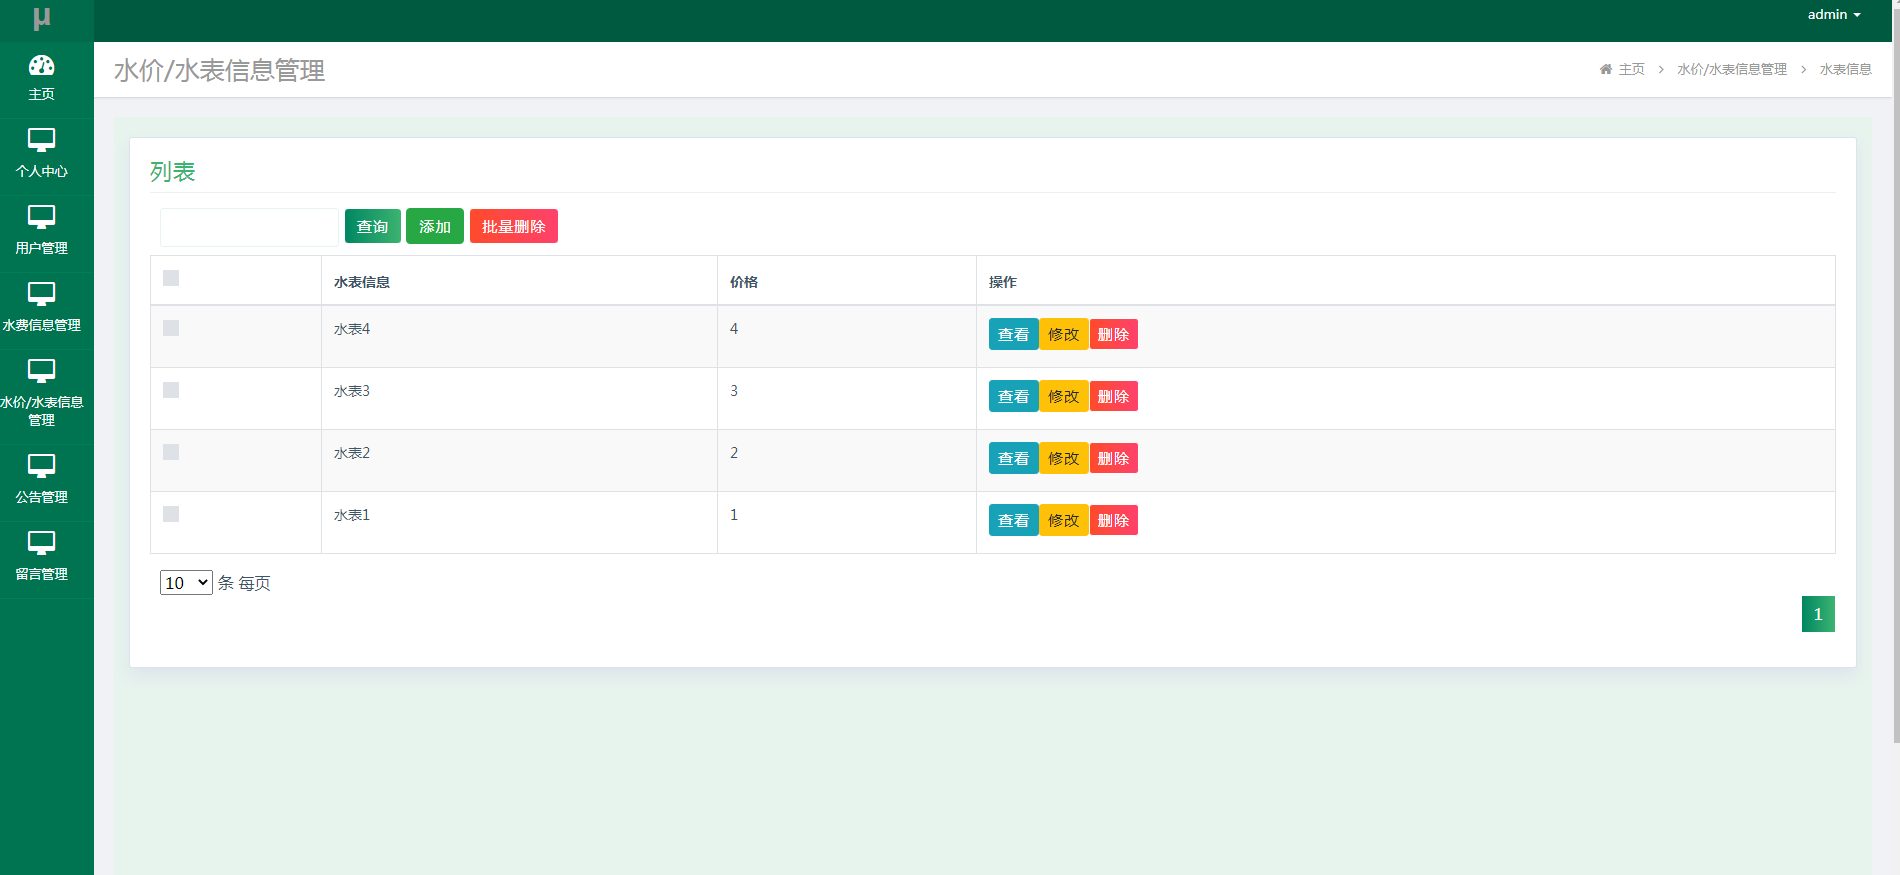 µ
admin
主页
个人中心
用户管理
水费信息管理
水价/水表信息
管理
公告管理
留言管理
水价/水表信息管理
主页 > 水价/水表信息管理 > 水表信息
列表
查询 添加 批量删除
水表信息 价格 操作
水表4 4 查看 修改 删除
水表3 3 查看 修改 删除
水表2 2 查看 修改 删除
水表1 1 查看 修改 删除
10 条 每页
1